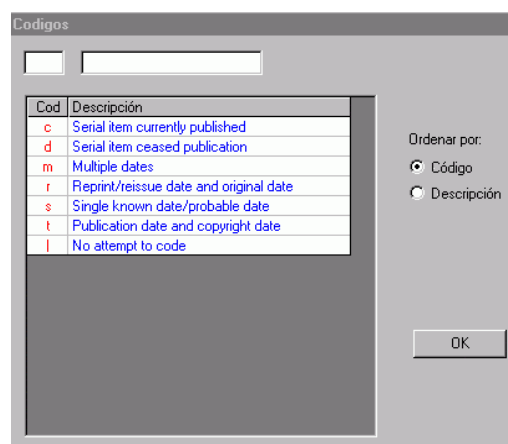 Codigos
Cod Descripción
c Serial item currently published
d Serial item ceased publication
m Multiple dates
r Reprint/reissue date and original date
s Single known date/probable date
t Publication date and copyright date
| No attempt to code
Ordenar por:
Código
Descripción
OK